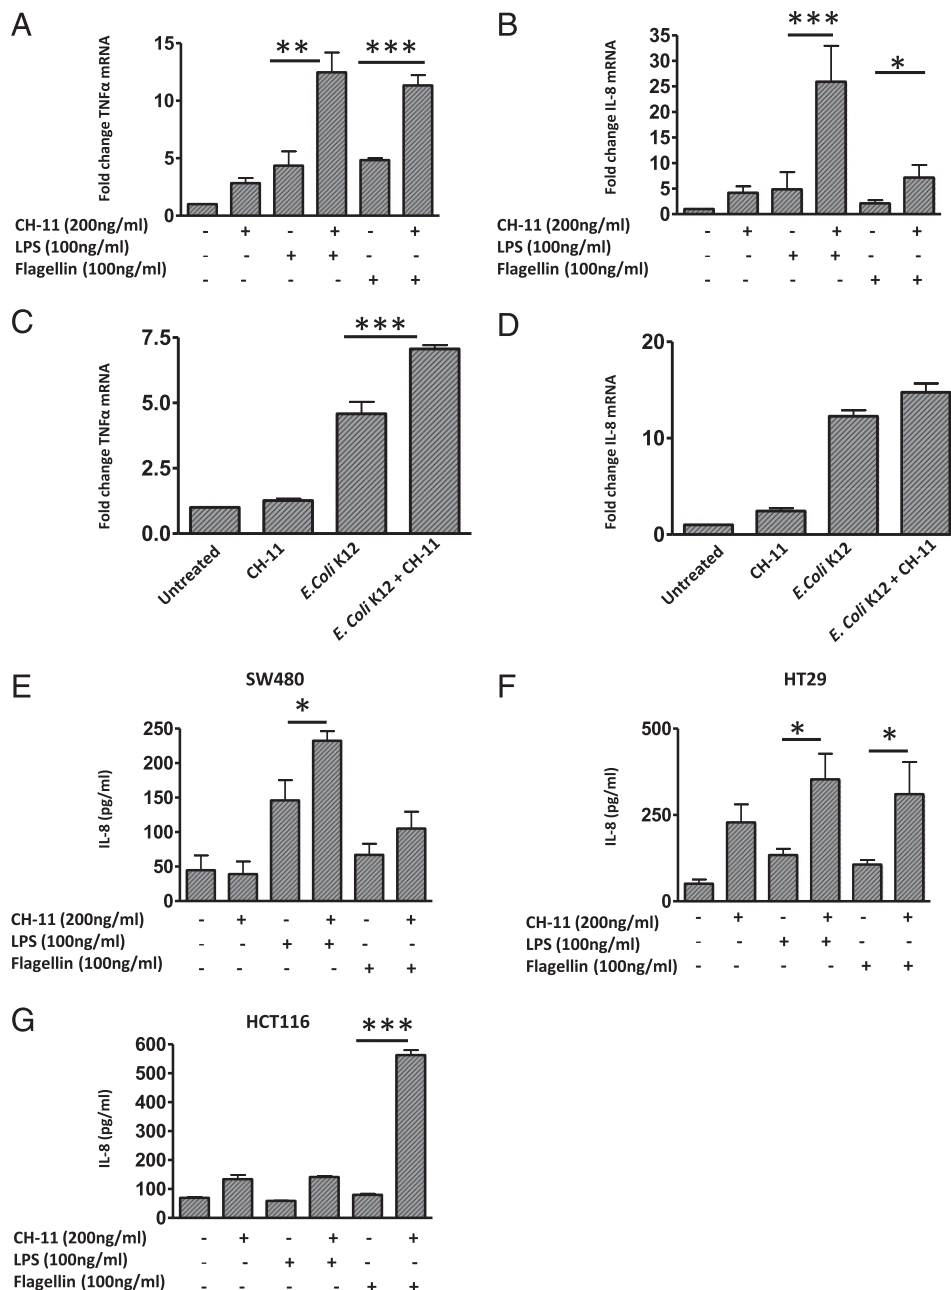 A
Fold change TNFα mRNA
15
10
5
0
**
***
CH-11 (200ng/ml) - + - + - +
LPS (100ng/ml) - - + + - -
Flagellin (100ng/ml) - - - - + +
B
Fold change IL-8 mRNA
35
30
25
20
15
10
5
0
***
*
CH-11 (200ng/ml) - + - + - +
LPS (100ng/ml) - - + + - -
Flagellin (100ng/ml) - - - - + +
C
Fold change TNFα mRNA
7.5
5.0
2.5
0.0
***
Untreated
CH-11
E.Coli K12
E. Coli K12 + CH-11
D
Fold change IL-8 mRNA
20
10
0
Untreated
CH-11
E.Coli K12
E. Coli K12 + CH-11
E
SW480
IL-8 (pg/ml)
250
200
150
100
50
0
*
CH-11 (200ng/ml) - + - + - +
LPS (100ng/ml) - - + + - -
Flagellin (100ng/ml) - - - - + +
F
HT29
IL-8 (pg/ml)
500
250
0
*
*
CH-11 (200ng/ml) - + - + - +
LPS (100ng/ml) - - + + - -
Flagellin (100ng/ml) - - - - + +
G
HCT116
IL-8 (pg/ml)
600
500
400
300
200
100
0
***
CH-11 (200ng/ml) - + - + - +
LPS (100ng/ml) - - + + - -
Flagellin (100ng/ml) - - - - + +